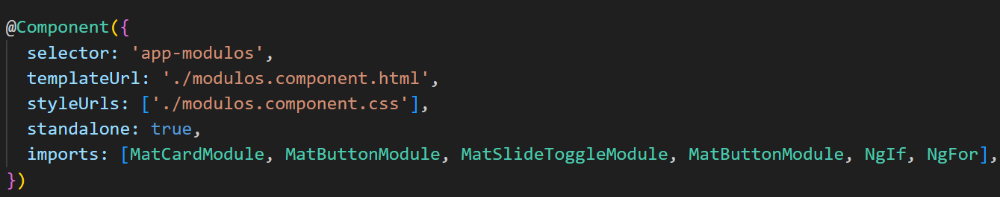 @Component({
  selector: 'app-modulos',
  templateUrl: './modulos.component.html',
  styleUrls: ['./modulos.component.css'],
  standalone: true,
  imports: [MatCardModule, MatButtonModule, MatSlideToggleModule, MatButtonModule, NgIf, NgFor],
})